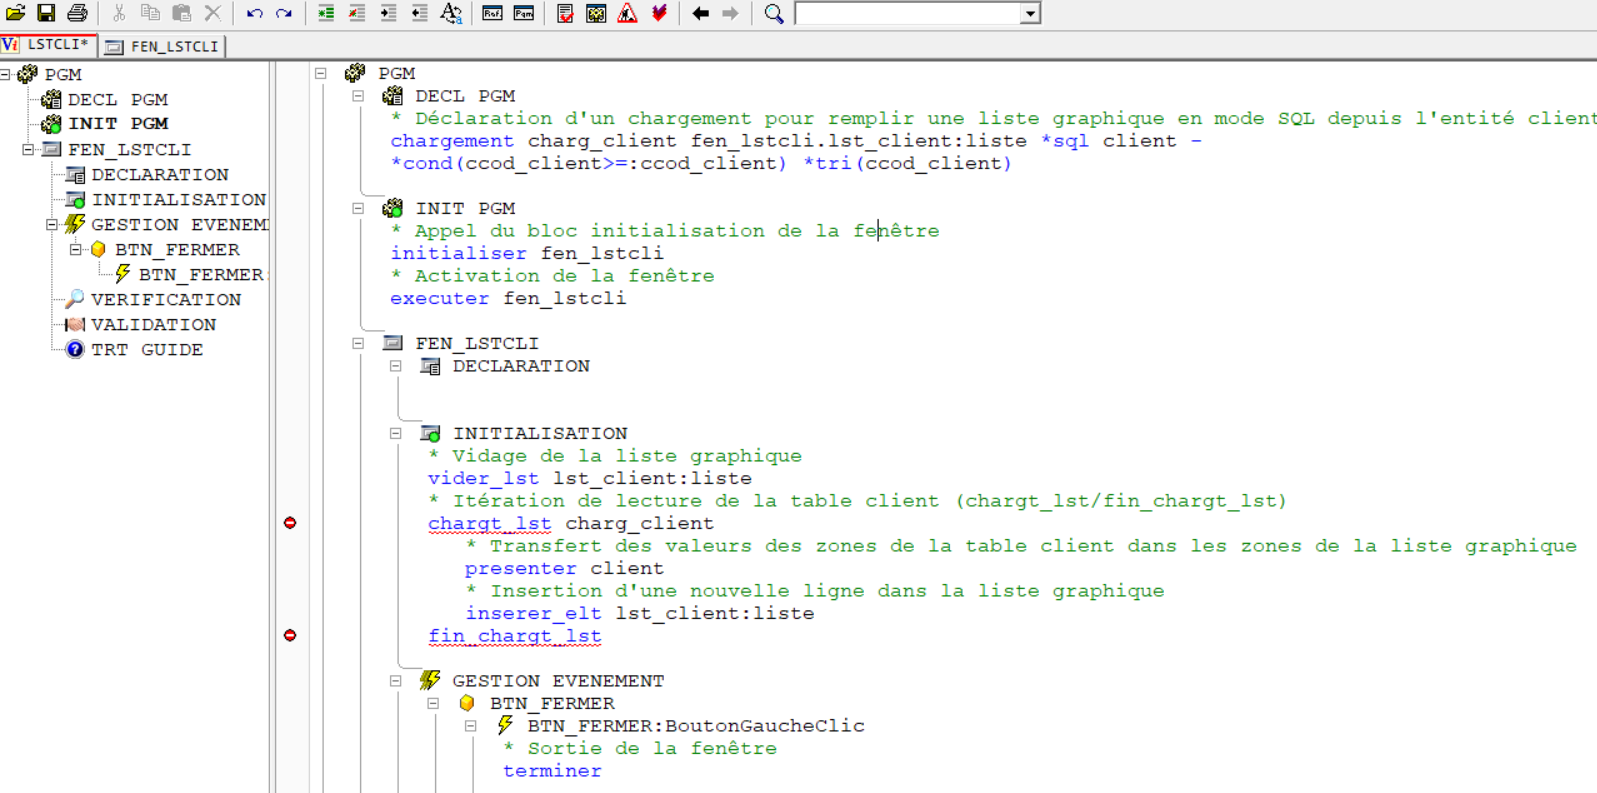 Ref. Pgm
LSTCLI* FEN_LSTCLI
PGM
DECL PGM
INIT PGM
FEN_LSTCLI
DECLARATION
INITIALISATION
GESTION EVENEM
BTN_FERMER
BTN_FERMER:
VERIFICATION
VALIDATION
TRT GUIDE
PGM
DECL PGM
* Déclaration d'un chargement pour remplir une liste graphique en mode SQL depuis l'entité client
chargement charg_client fen_lstcli.lst_client:liste *sql client -
*cond(ccod_client>=:ccod_client) *tri(ccod_client)
INIT PGM
* Appel du bloc initialisation de la fenêtre
initialiser fen_lstcli
* Activation de la fenêtre
executer fen_lstcli
FEN_LSTCLI
DECLARATION
INITIALISATION
* Vidage de la liste graphique
vider_lst lst_client:liste
* Itération de lecture de la table client (chargt_lst/fin_chargt_lst)
chargt_lst charg_client
* Transfert des valeurs des zones de la table client dans les zones de la liste graphique
presenter client
* Insertion d'une nouvelle ligne dans la liste graphique
inserer_elt lst_client:liste
fin_chargt_lst
GESTION EVENEMENT
BTN_FERMER
BTN_FERMER:BoutonGaucheClic
* Sortie de la fenêtre
terminer